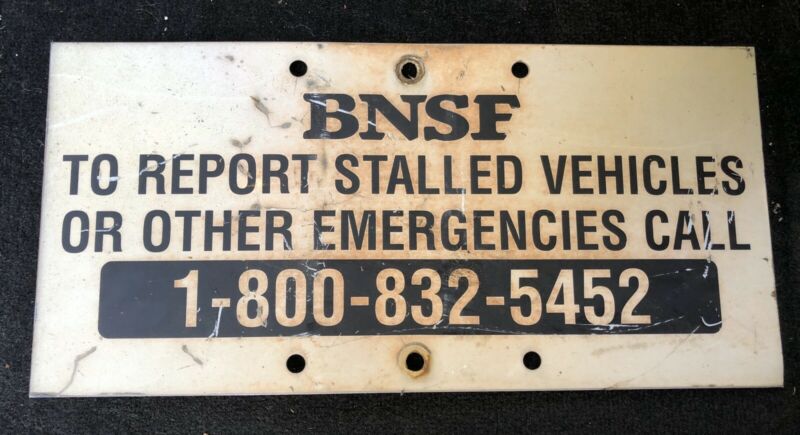 BNSF
TO REPORT STALLED VEHICLES
OR OTHER EMERGENCIES CALL
1-800-832-5452